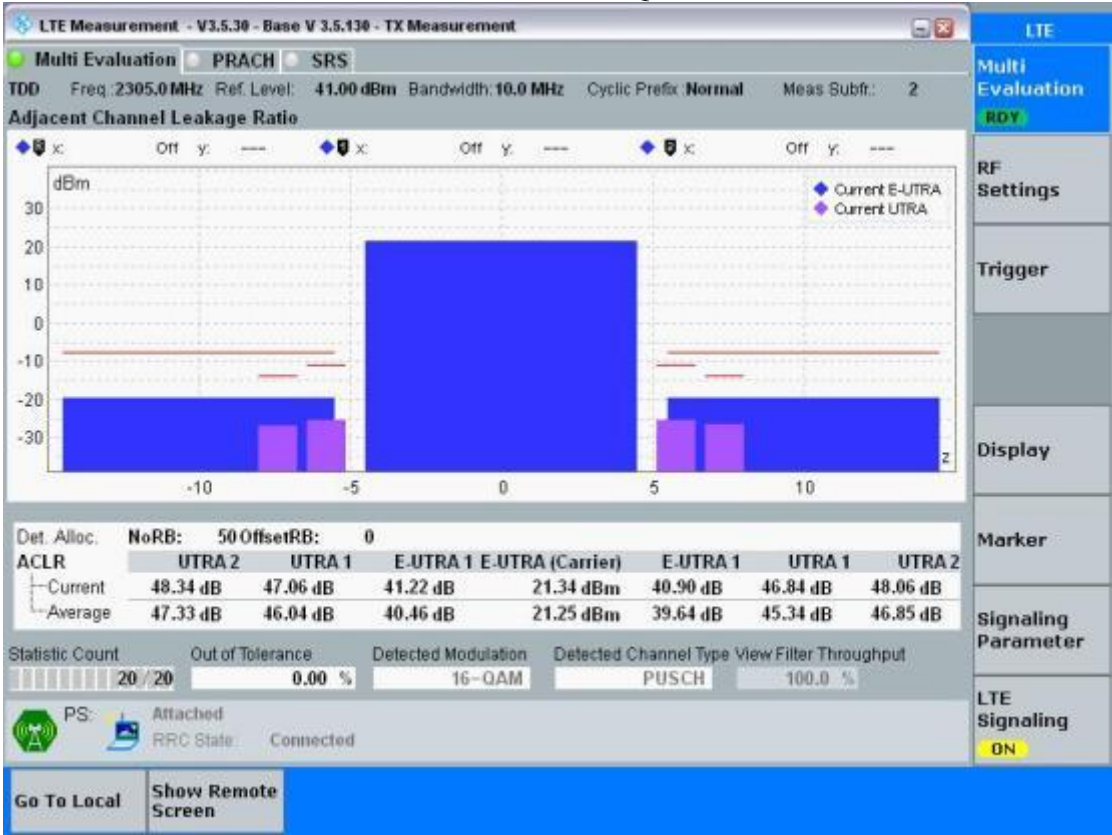 LTE Measurement - V3.5.30 - Base V 3.5.130 - TX Measurement
Multi Evaluation PRACH SRS
TDD Freq.:2305.0 MHz Ref. Level: 41.00 dBm Bandwidth: 10.0 MHz Cyclic Prefix: Normal Meas Subfr.: 2
Adjacent Channel Leakage Ratio
x: Off y: --- x: Off y: --- x: Off y: ---
dBm
Current E-UTRA
Current UTRA
30
20
10
0
-10
-20
-30
z
-10 -5 0 5 10
Det. Alloc. NoRB: 50 OffsetRB: 0
ACLR UTRA 2 UTRA 1 E-UTRA 1 E-UTRA (Carrier) E-UTRA 1 UTRA 1 UTRA 2
Current 48.34 dB 47.06 dB 41.22 dB 21.34 dBm 40.90 dB 46.84 dB 48.06 dB
Average 47.33 dB 46.04 dB 40.46 dB 21.25 dBm 39.64 dB 45.34 dB 46.85 dB
Statistic Count Out of Tolerance Detected Modulation Detected Channel Type View Filter Throughput
20 / 20 0.00 % 16-QAM PUSCH 100.0 %
PS: Attached
RRC State: Connected
Go To Local Show Remote Screen
LTE
Multi
Evaluation
RDY
RF
Settings
Trigger
Display
Marker
Signaling
Parameter
LTE
Signaling
ON